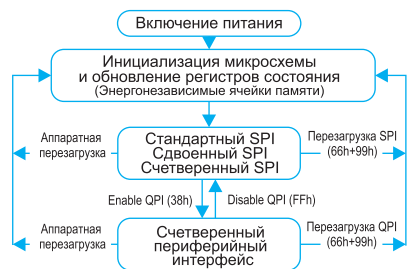 Включение питания
Инициализация микросхемы
и обновление регистров состояния
(Энергонезависимые ячейки памяти)
Аппаратная
перезагрузка
Стандартный SPI
Сдвоенный SPI
Счетверенный SPI
Перезагрузка SPI
(66h+99h)
Enable QPI (38h)
Disable QPI (FFh)
Аппаратная
перезагрузка
Счетверенный
периферийный
интерфейс
Перезагрузка QPI
(66h+99h)